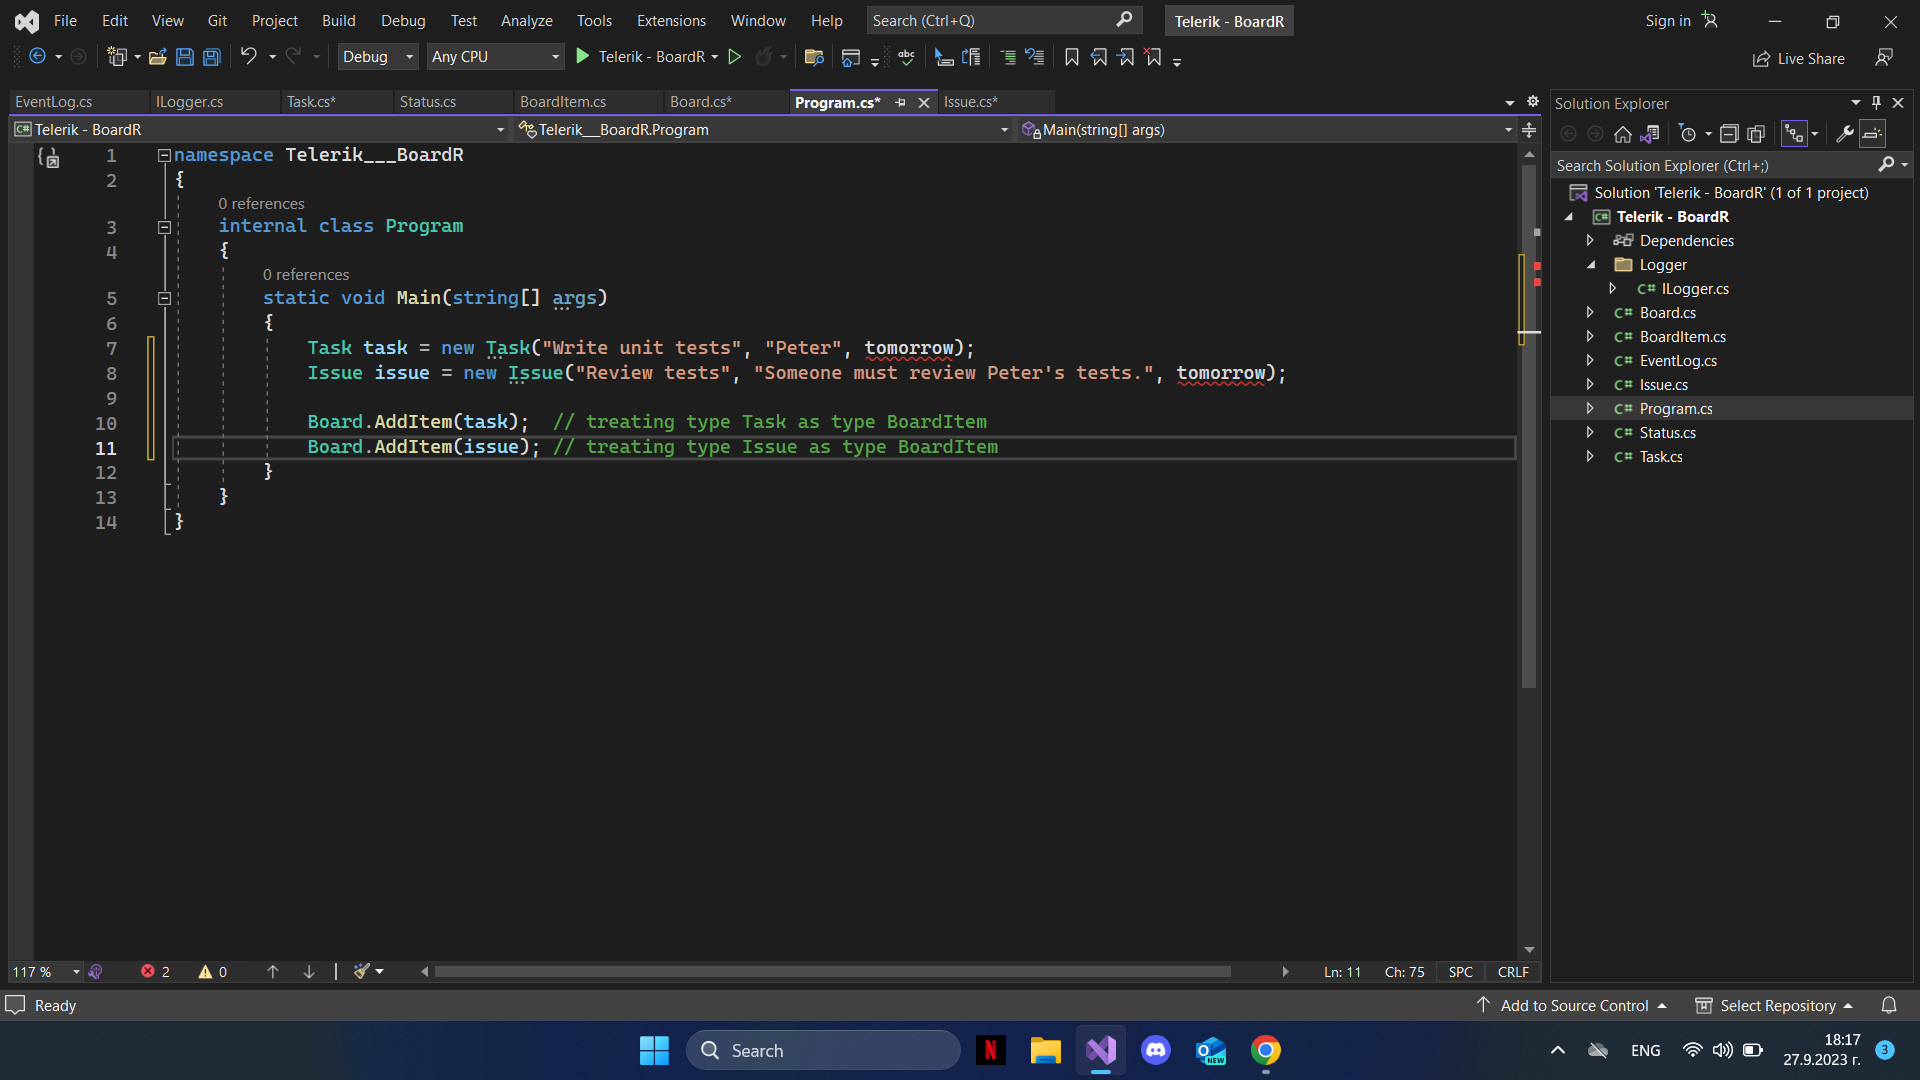 File Edit View Git Project Build Debug Test Analyze Tools Extensions Window Help Search (Ctrl+Q) Telerik - BoardR Sign in
Debug Any CPU Telerik - BoardR Live Share
EventLog.cs ILogger.cs Task.cs* Status.cs BoardItem.cs Board.cs* Program.cs* Issue.cs*
Telerik - BoardR Telerik___BoardR.Program Main(string[] args)
1 namespace Telerik___BoardR
2 {
0 references
3 internal class Program
4 {
0 references
5 static void Main(string[] args)
6 {
7 Task task = new Task("Write unit tests", "Peter", tomorrow);
8 Issue issue = new Issue("Review tests", "Someone must review Peter's tests.", tomorrow);
9
10 Board.AddItem(task); // treating type Task as type BoardItem
11 Board.AddItem(issue); // treating type Issue as type BoardItem
12 }
13 }
14 }
117 % 2 0 Ln: 11 Ch: 75 SPC CRLF
Solution Explorer
Search Solution Explorer (Ctrl+;)
Solution 'Telerik - BoardR' (1 of 1 project)
C# Telerik - BoardR
Dependencies
Logger
C# ILogger.cs
C# Board.cs
C# BoardItem.cs
C# EventLog.cs
C# Issue.cs
C# Program.cs
C# Status.cs
C# Task.cs
Ready Add to Source Control Select Repository
Search ENG 18:17
27.9.2023 г. 3